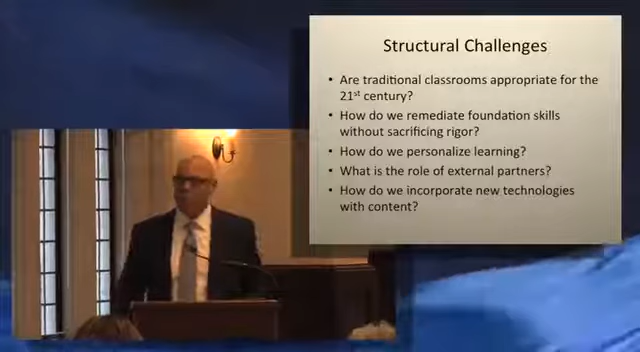 Structural Challenges
• Are traditional classrooms appropriate for the
21st century?
• How do we remediate foundation skills
without sacrificing rigor?
• How do we personalize learning?
• What is the role of external partners?
• How do we incorporate new technologies
with content?